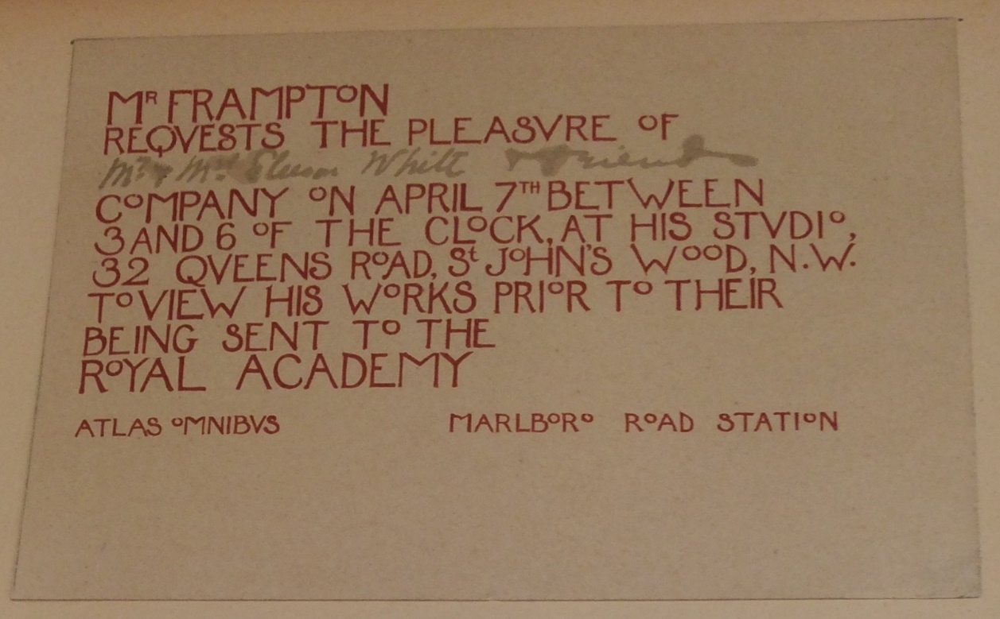 MR FRAMPTON
REQVESTS THE PLEASVRE OF
Mr & Mrs Gleeson White & Friends
COMPANY ON APRIL 7TH BETWEEN
3 AND 6 OF THE CLOCK, AT HIS STVDIO,
32 QVEENS ROAD, St JOHN'S WOOD, N.W.
TO VIEW HIS WORKS PRIOR TO THEIR
BEING SENT TO THE
ROYAL ACADEMY
ATLAS OMNIBVS MARLBORO ROAD STATION